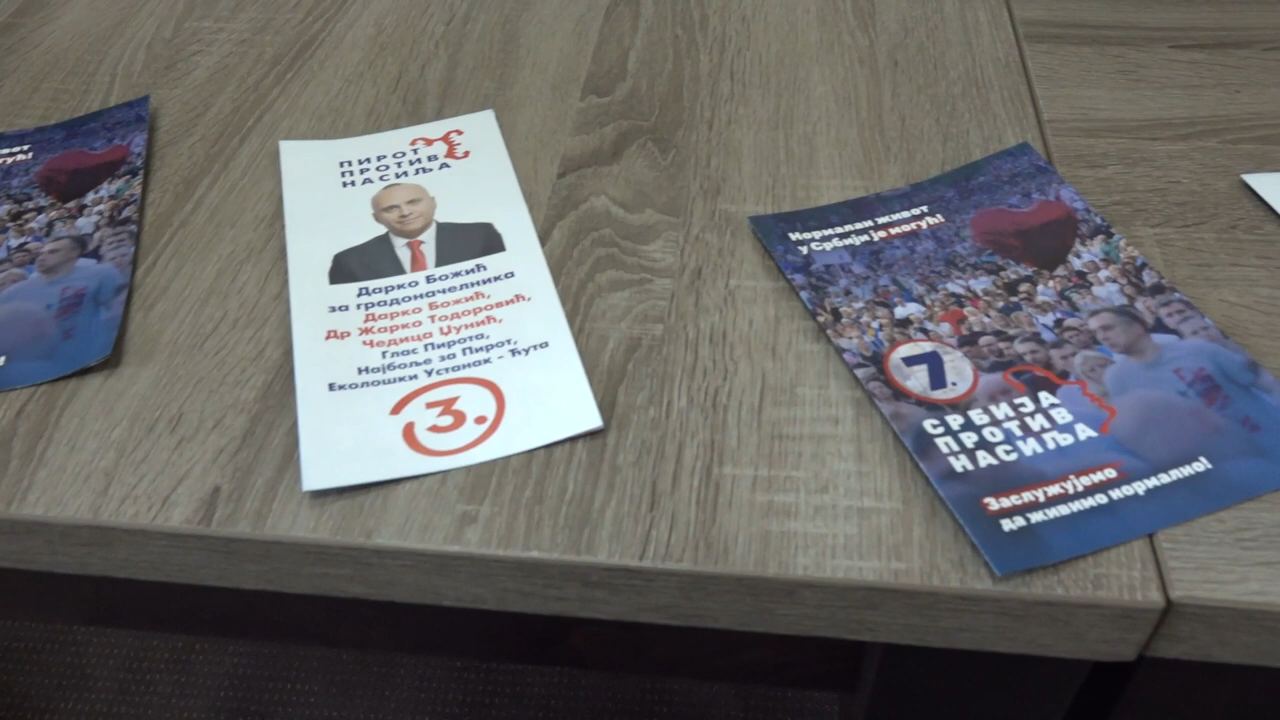 ПИРОТ
ПРОТИВ
НАСИЉА
Дарко Божић
за градоначелника
Дарко Божић,
Др Жарко Тодоровић,
Чедица Џунић,
Глас Пирота,
Најбоље за Пирот,
Еколошки Устанак - Ћута
3.
Нормалан живот
у Србији је могућ!
7.
СРБИЈА
ПРОТИВ
НАСИЉА
Заслужујемо
да живимо нормално!